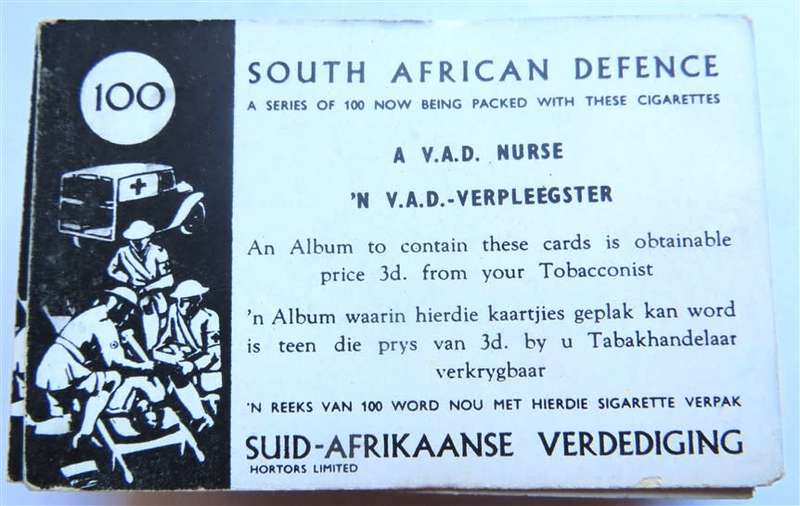 100
SOUTH AFRICAN DEFENCE
A SERIES OF 100 NOW BEING PACKED WITH THESE CIGARETTES
A V.A.D. NURSE
'N V.A.D.-VERPLEEGSTER
An Album to contain these cards is obtainable
price 3d. from your Tobacconist
'n Album waarin hierdie kaartjies geplak kan word
is teen die prys van 3d. by u Tabakhandelaar
verkrygbaar
'N REEKS VAN 100 WORD NOU MET HIERDIE SIGARETTE VERPAK
SUID-AFRIKAANSE VERDEDIGING
HORTORS LIMITED